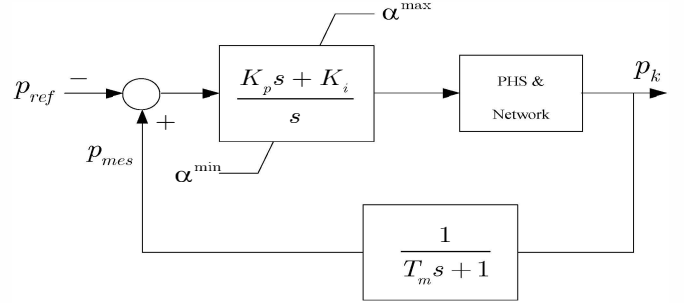 α^max
p_ref
−
+
p_mes
K_p s + K_i
s
α^min
PHS &
Network
p_k
1
T_m s + 1